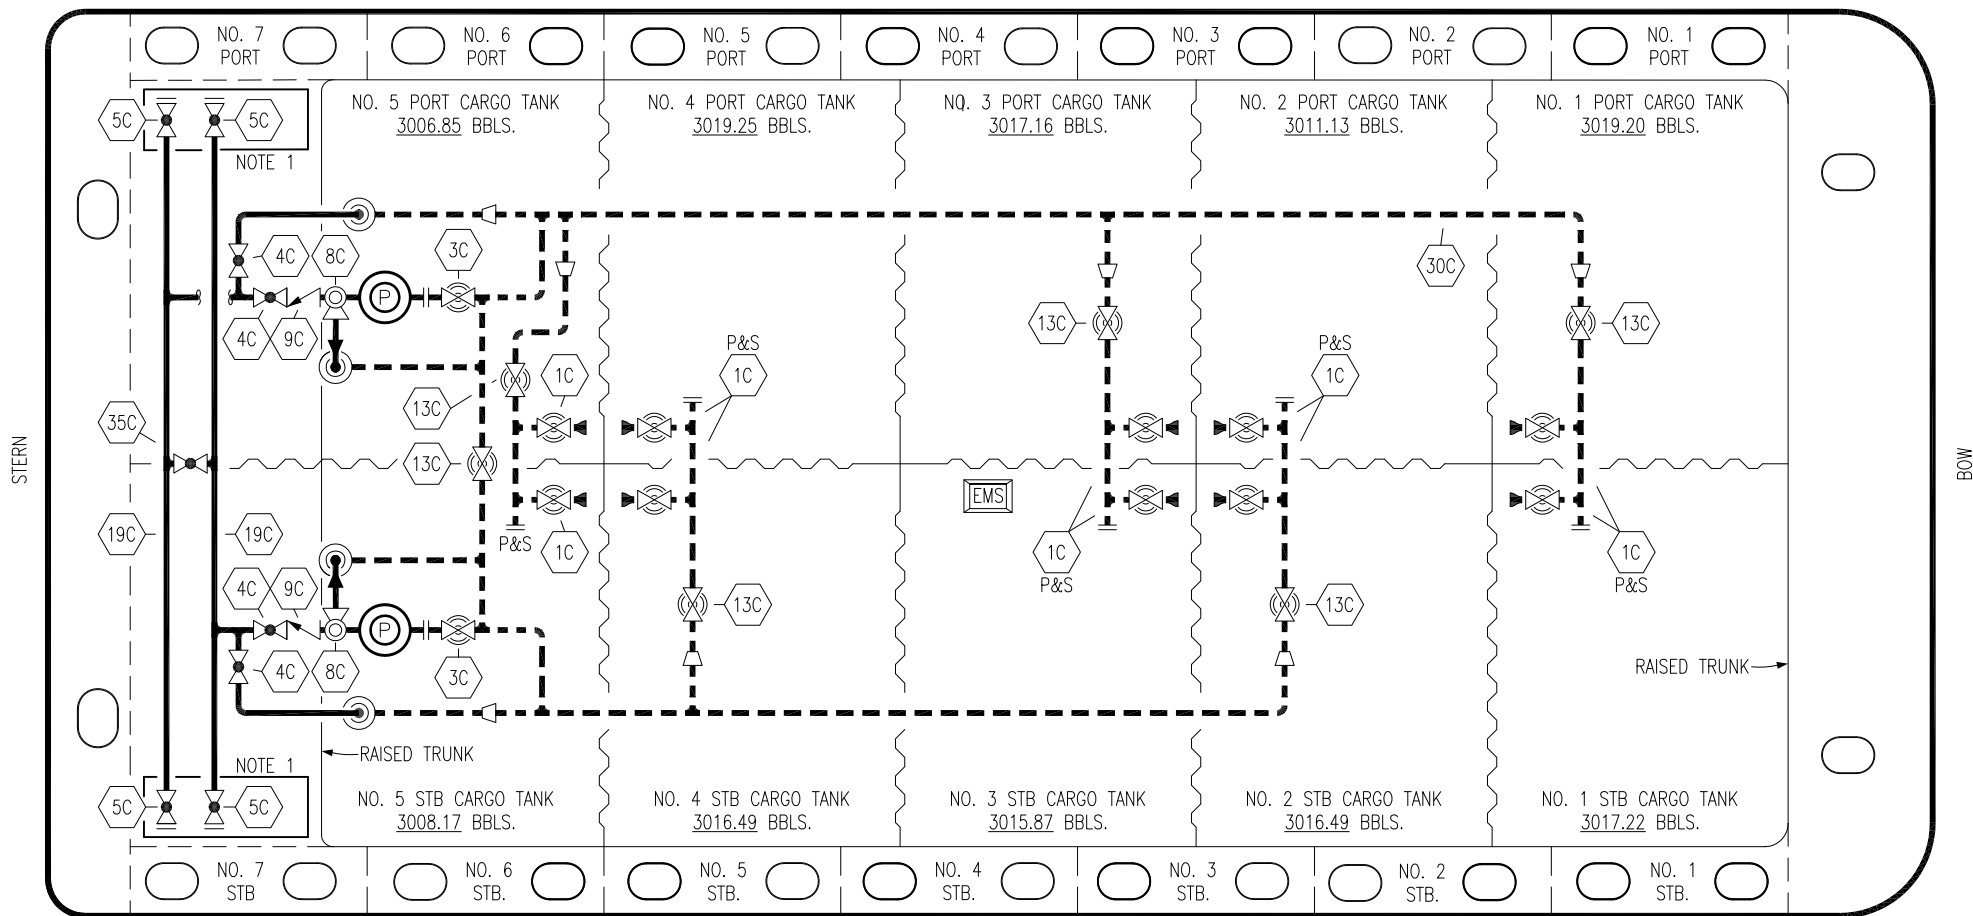 NO. 7
PORT
NO. 6
PORT
NO. 5
PORT
NO. 4
PORT
NO. 3
PORT
NO. 2
PORT
NO. 1
PORT
NO. 5 PORT CARGO TANK
3006.85 BBLS.
NO. 4 PORT CARGO TANK
3019.25 BBLS.
NO. 3 PORT CARGO TANK
3017.16 BBLS.
NO. 2 PORT CARGO TANK
3011.13 BBLS.
NO. 1 PORT CARGO TANK
3019.20 BBLS.
5C
5C
NOTE 1
4C
8C
3C
30C
P
4C
9C
13C
13C
P&S
1C
P&S
1C
1C
13C
35C
13C
STERN
BOW
EMS
19C
19C
P&S
1C
1C
P&S
1C
P&S
4C
9C
13C
13C
P
4C
8C
3C
RAISED TRUNK
RAISED TRUNK
NOTE 1
5C
5C
NO. 5 STB CARGO TANK
3008.17 BBLS.
NO. 4 STB CARGO TANK
3016.49 BBLS.
NO. 3 STB CARGO TANK
3015.87 BBLS.
NO. 2 STB CARGO TANK
3016.49 BBLS.
NO. 1 STB CARGO TANK
3017.22 BBLS.
NO. 7
STB
NO. 6
STB.
NO. 5
STB.
NO. 4
STB.
NO. 3
STB.
NO. 2
STB.
NO. 1
STB.